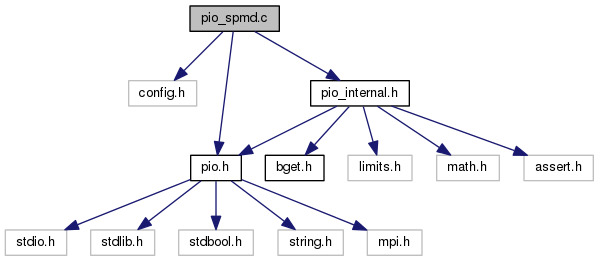 pio_spmd.c
config.h
pio_internal.h
pio.h
bget.h
limits.h
math.h
assert.h
stdio.h
stdlib.h
stdbool.h
string.h
mpi.h